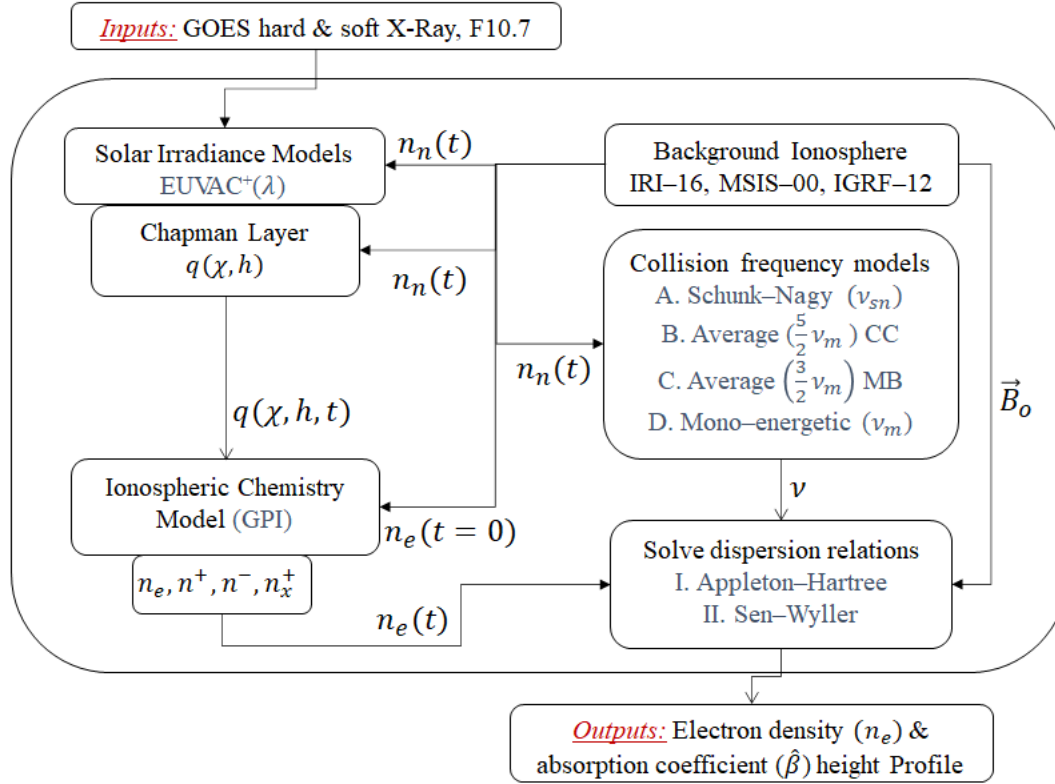 Inputs: GOES hard & soft X-Ray, F10.7
Solar Irradiance Models
EUVAC⁺(λ)
n_n(t)
Background Ionosphere
IRI–16, MSIS–00, IGRF–12
Chapman Layer
q(χ, h)
n_n(t)
Collision frequency models
A. Schunk–Nagy (ν_sn)
B. Average (5/2 ν_m) CC
C. Average (3/2 ν_m) MB
D. Mono–energetic (ν_m)
n_n(t)
B⃗_o
q(χ, h, t)
Ionospheric Chemistry
Model (GPI)
n_e(t = 0)
ν
n_e, n⁺, n⁻, n_x⁺
n_e(t)
Solve dispersion relations
I. Appleton–Hartree
II. Sen–Wyller
Outputs: Electron density (n_e) &
absorption coefficient (β̂) height Profile